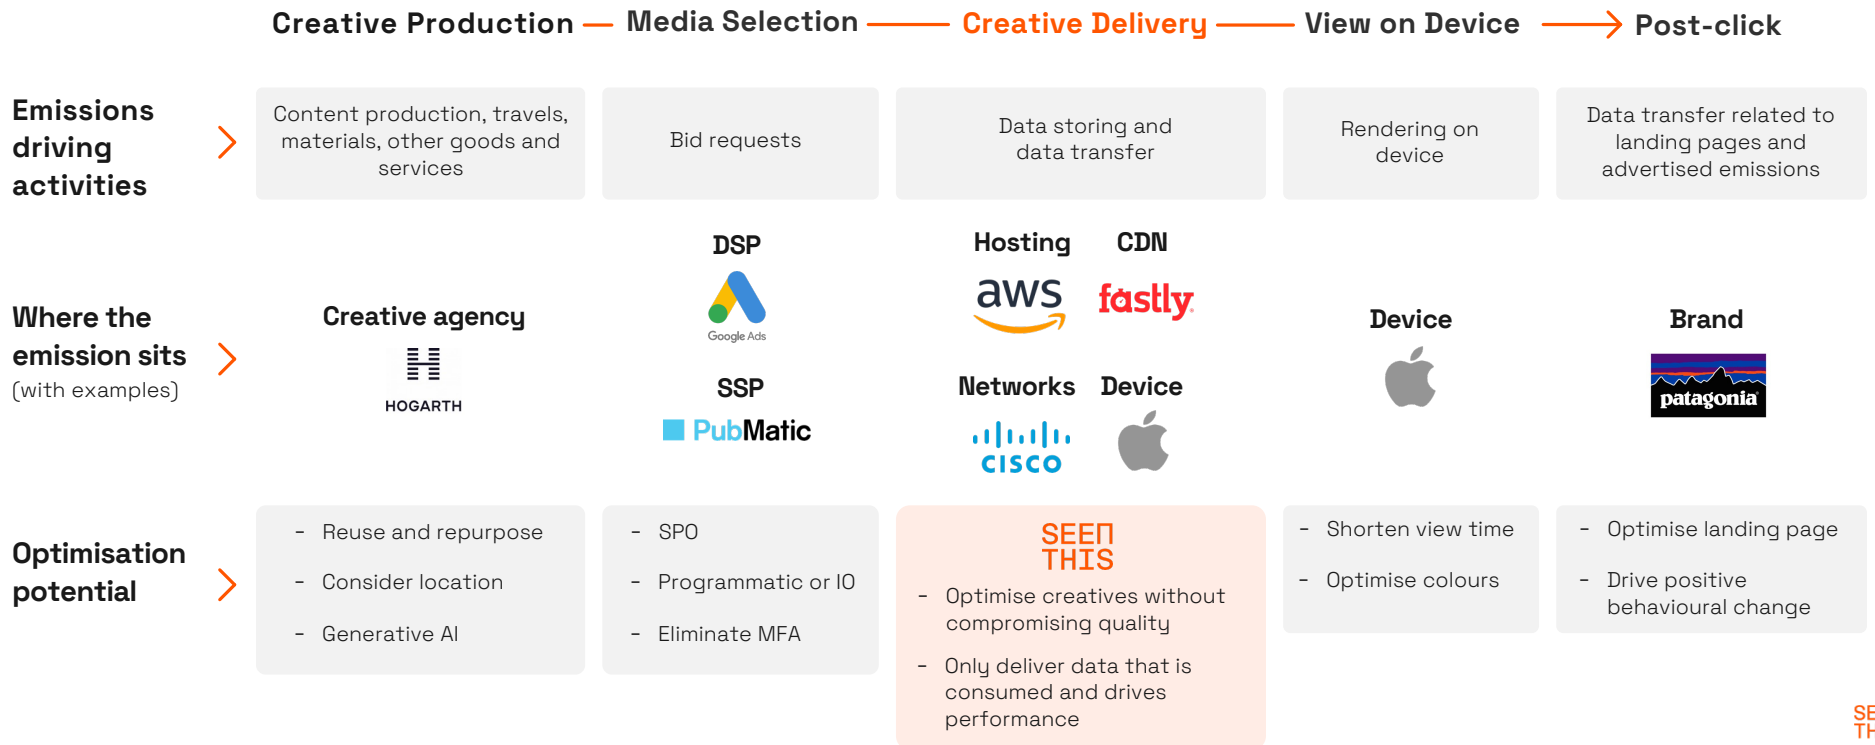 Creative Production
Media Selection
Creative Delivery
View on Device
Post-click
Emissions
driving
activities
Content production, travels,
materials, other goods and
services
Bid requests
Data storing and
data transfer
Rendering on
device
Data transfer related to
landing pages and
advertised emissions
Where the
emission sits
(with examples)
Creative agency
HOGARTH
DSP
Google Ads
SSP
PubMatic
Hosting
aws
CDN
fastly
Networks
CISCO
Device
Device
Brand
patagonia
Optimisation
potential
- Reuse and repurpose
- Consider location
- Generative AI
- SPO
- Programmatic or IO
- Eliminate MFA
SEEN
THIS
- Optimise creatives without
compromising quality
- Only deliver data that is
consumed and drives
performance
- Shorten view time
- Optimise colours
- Optimise landing page
- Drive positive
behavioural change
SE
TH